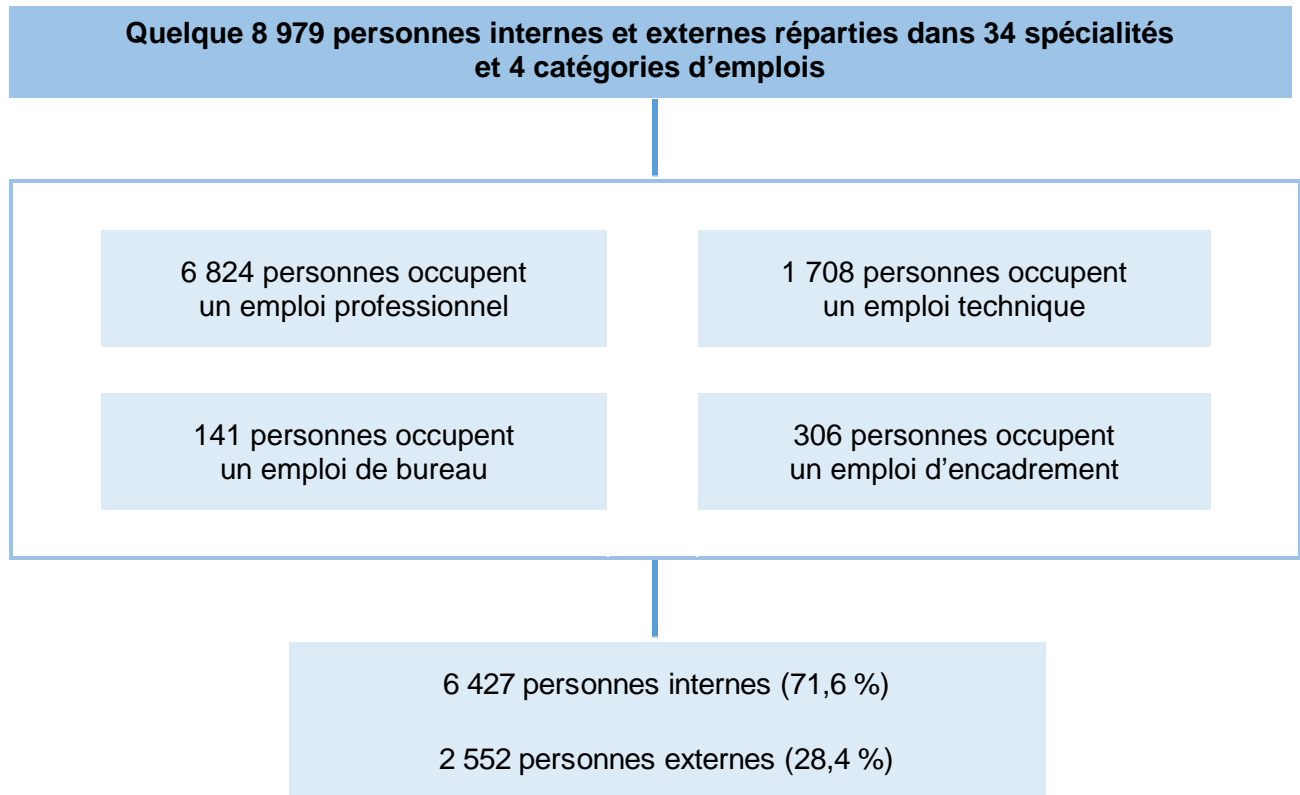 Quelque 8 979 personnes internes et externes réparties dans 34 spécialités
et 4 catégories d’emplois
6 824 personnes occupent
un emploi professionnel
1 708 personnes occupent
un emploi technique
141 personnes occupent
un emploi de bureau
306 personnes occupent
un emploi d’encadrement
6 427 personnes internes (71,6 %)
2 552 personnes externes (28,4 %)